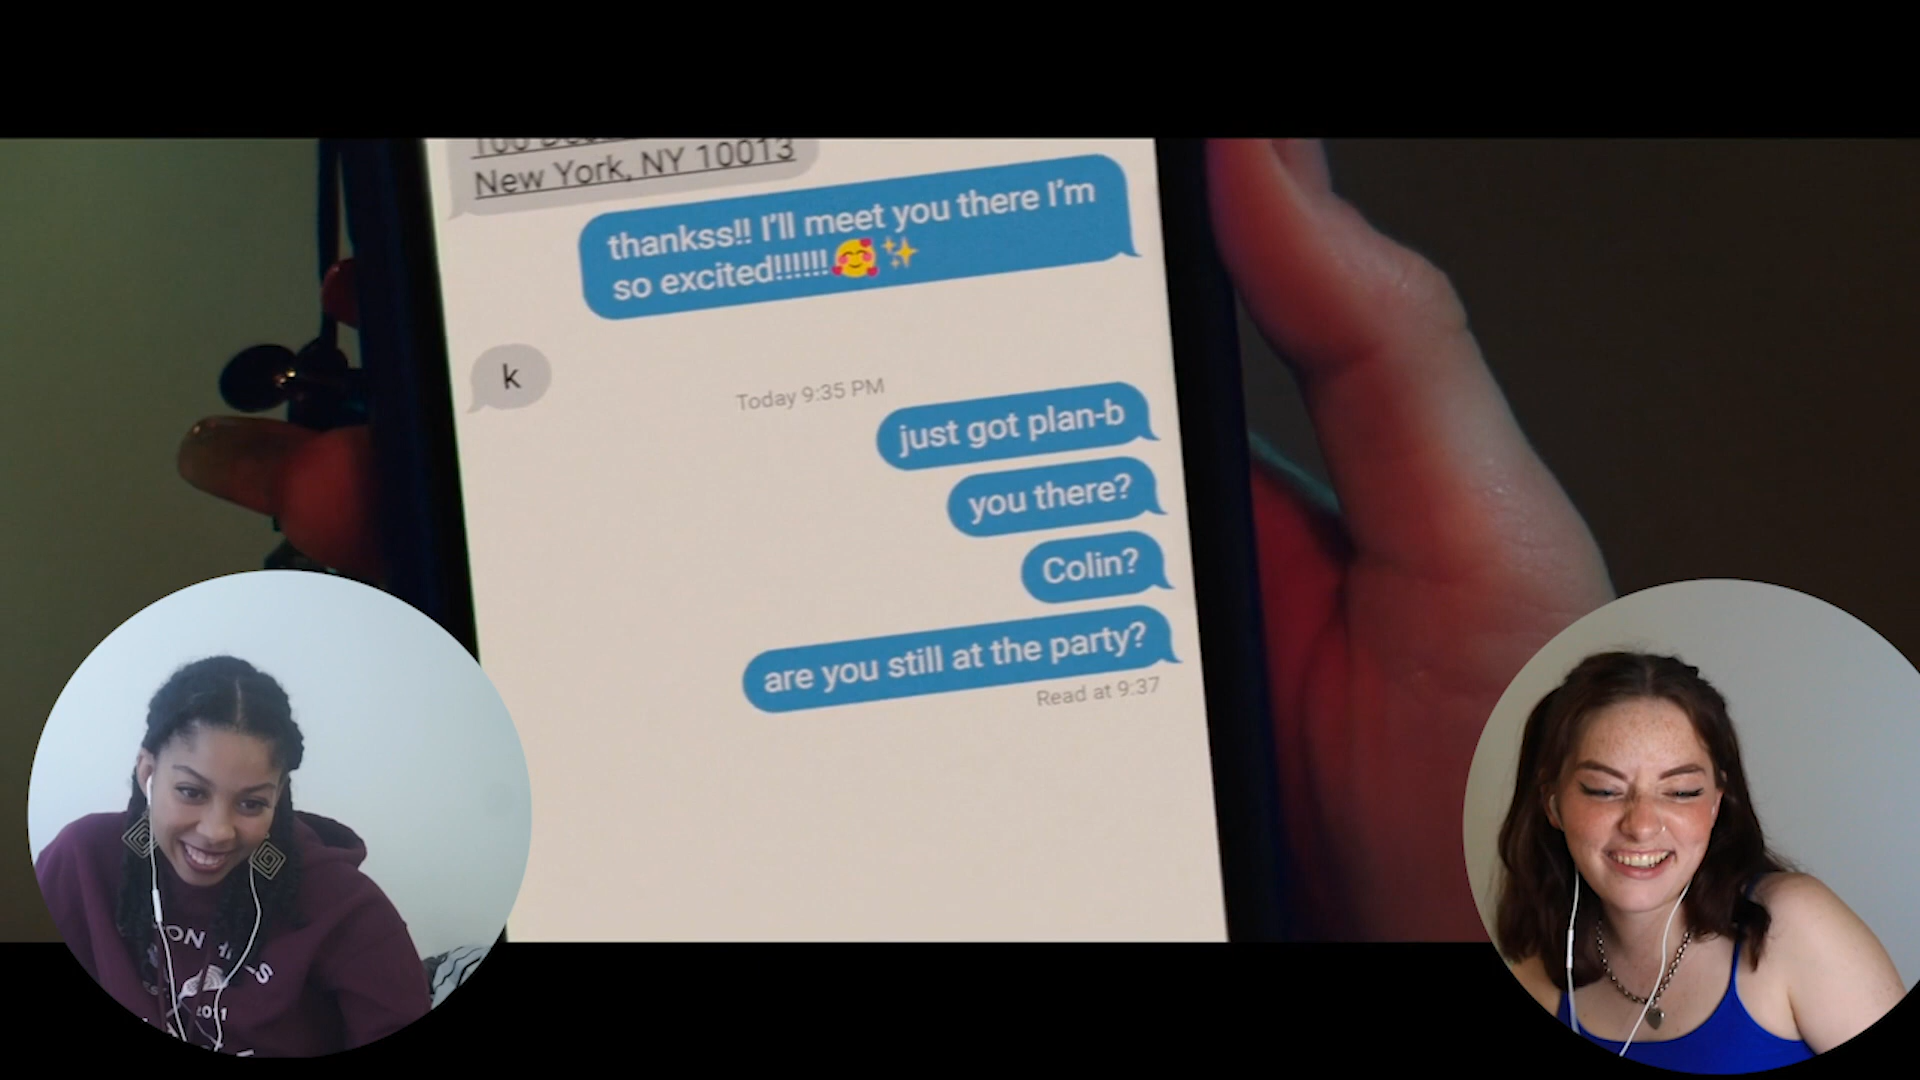 New York, NY 10013
thankss!! I'll meet you there I'm
so excited!!!!!!🥰✨
k
Today 9:35 PM
just got plan-b
you there?
Colin?
are you still at the party?
Read at 9:37
2011